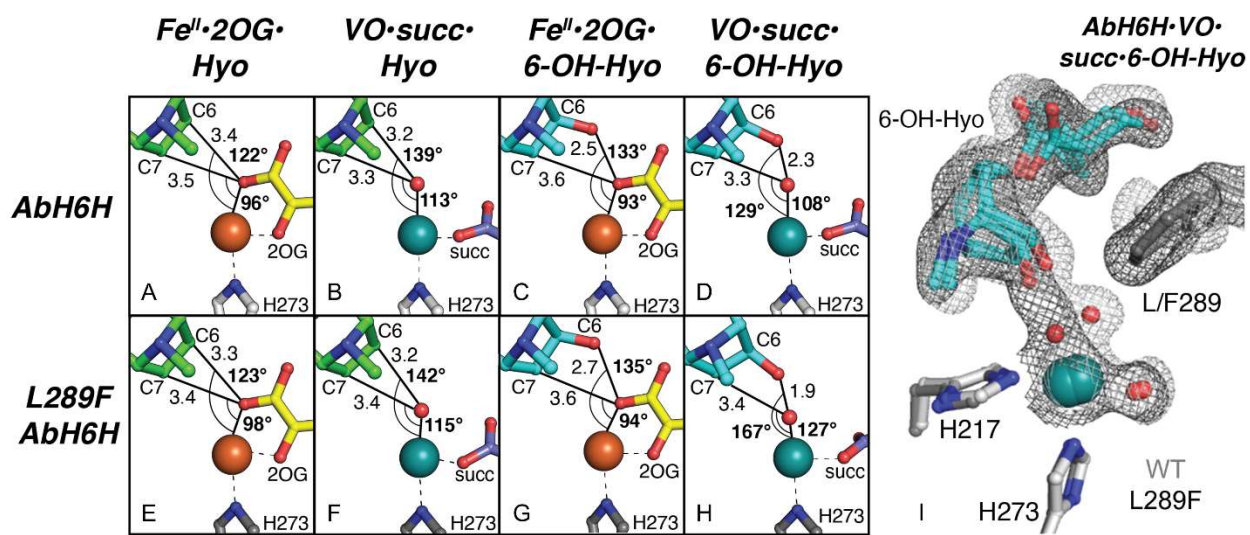 Fe^II•2OG•
Hyo
VO•succ•
Hyo
Fe^II•2OG•
6-OH-Hyo
VO•succ•
6-OH-Hyo
AbH6H•VO•
succ•6-OH-Hyo
AbH6H
C6
3.4
122°
C7
3.5
96°
2OG
A
H273
C6
3.2
139°
C7
3.3
113°
succ
B
H273
C6
2.5
133°
C7
3.6
93°
2OG
C
H273
C6
2.3
C7
3.3
129°
108°
succ
D
H273
L289F
AbH6H
C6
3.3
123°
C7
3.4
98°
2OG
E
H273
C6
3.2
142°
C7
3.4
115°
succ
F
H273
C6
2.7
135°
C7
3.6
94°
2OG
G
H273
C6
1.9
C7
3.4
167°
127°
succ
H
H273
6-OH-Hyo
L/F289
H217
H273
WT
L289F
I